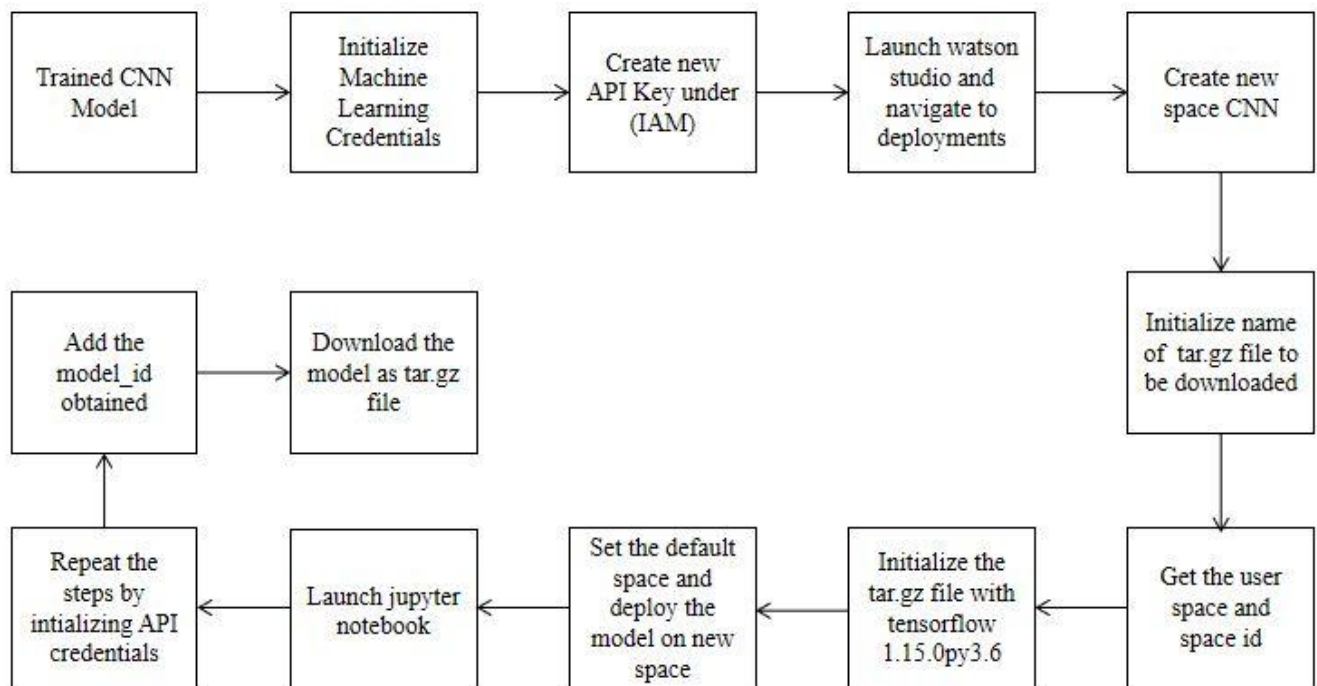 Trained CNN
Model
Initialize
Machine
Learning
Credentials
Create new
API Key under
(IAM)
Launch watson
studio and
navigate to
deployments
Create new
space CNN
Initialize name
of tar.gz file to
be downloaded
Get the user
space and
space id
Initialize the
tar.gz file with
tensorflow
1.15.0py3.6
Set the default
space and
deploy the
model on new
space
Launch jupyter
notebook
Repeat the
steps by
intializing API
credentials
Add the
model_id
obtained
Download the
model as tar.gz
file